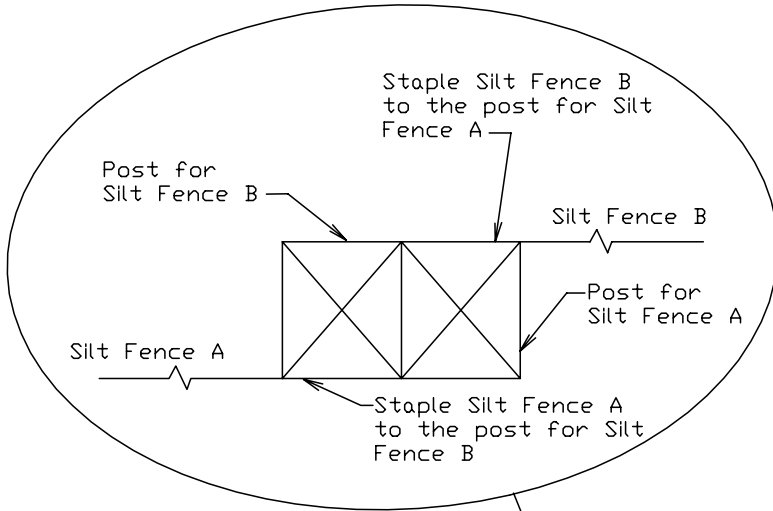 Staple Silt Fence B
to the post for Silt
Fence A
Post for
Silt Fence B
Silt Fence B
Post for
Silt Fence A
Silt Fence A
Staple Silt Fence A
to the post for Silt
Fence B